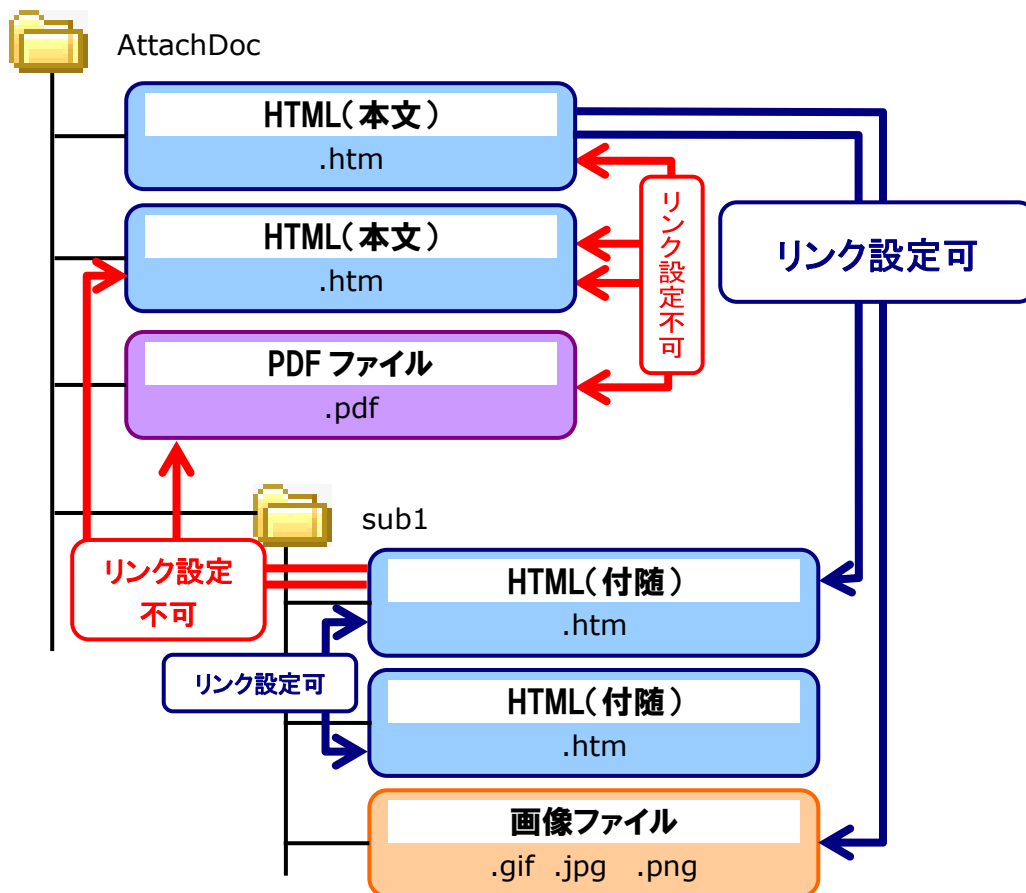 AttachDoc
HTML(本文)
.htm
リンク設定不可
リンク設定可
HTML(本文)
.htm
PDF ファイル
.pdf
sub1
リンク設定
不可
HTML(付随)
.htm
リンク設定可
HTML(付随)
.htm
画像ファイル
.gif .jpg .png